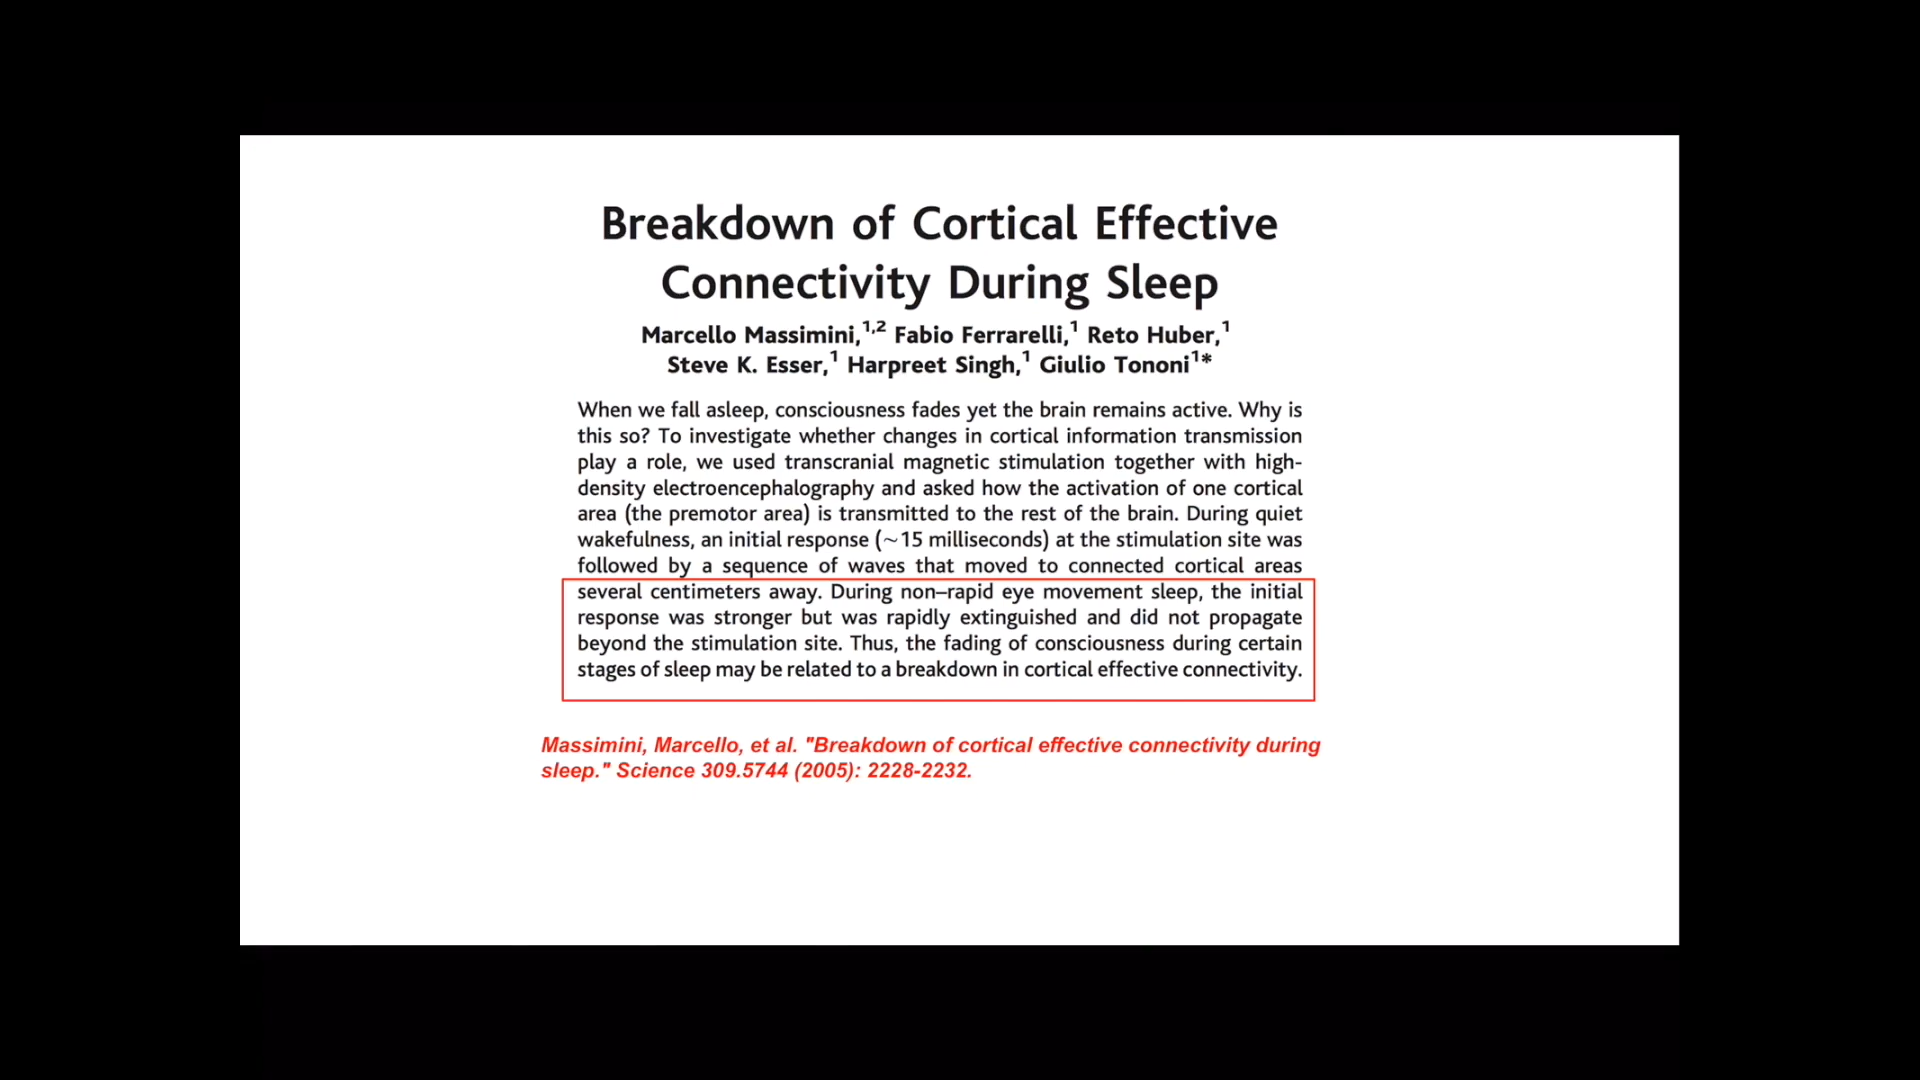 Breakdown of Cortical Effective
Connectivity During Sleep
Marcello Massimini,1,2 Fabio Ferrarelli,1 Reto Huber,1
Steve K. Esser,1 Harpreet Singh,1 Giulio Tononi1*
When we fall asleep, consciousness fades yet the brain remains active. Why is
this so? To investigate whether changes in cortical information transmission
play a role, we used transcranial magnetic stimulation together with high-
density electroencephalography and asked how the activation of one cortical
area (the premotor area) is transmitted to the rest of the brain. During quiet
wakefulness, an initial response (~15 milliseconds) at the stimulation site was
followed by a sequence of waves that moved to connected cortical areas
several centimeters away. During non–rapid eye movement sleep, the initial
response was stronger but was rapidly extinguished and did not propagate
beyond the stimulation site. Thus, the fading of consciousness during certain
stages of sleep may be related to a breakdown in cortical effective connectivity.
Massimini, Marcello, et al. "Breakdown of cortical effective connectivity during
sleep." Science 309.5744 (2005): 2228-2232.